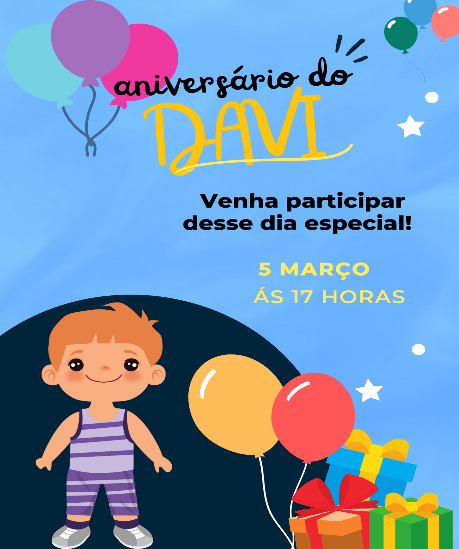 aniversário do
DAVI
Venha participar
desse dia especial!
5 MARÇO
ÁS 17 HORAS